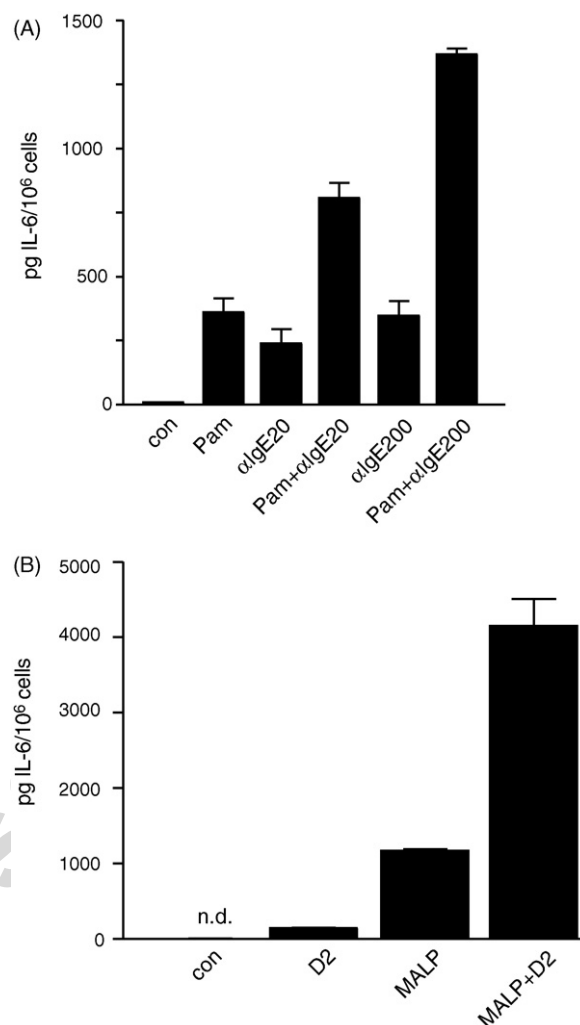 (A)
1500
1000
500
0
pg IL-6/10⁶ cells
con
Pam
αIgE20
Pam+αIgE20
αIgE200
Pam+αIgE200
(B)
5000
4000
3000
2000
1000
0
pg IL-6/10⁶ cells
n.d.
con
D2
MALP
MALP+D2